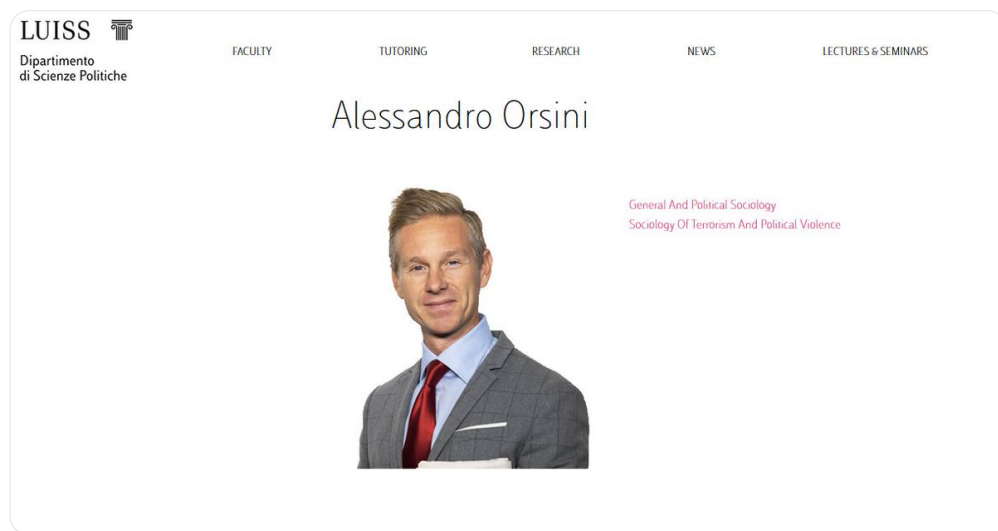 LUISS
Dipartimento
di Scienze Politiche
FACULTY
TUTORING
RESEARCH
NEWS
LECTURES & SEMINARS
Alessandro Orsini
General And Political Sociology
Sociology Of Terrorism And Political Violence